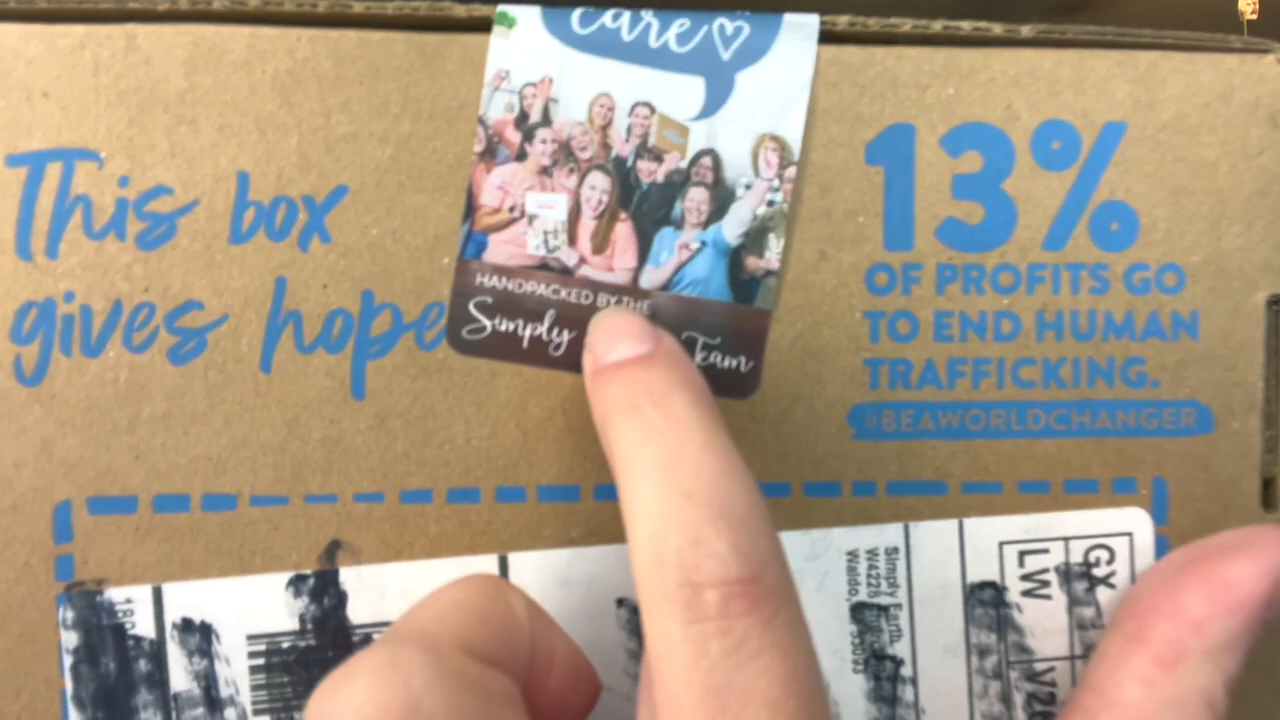 care
This box
gives hope
HANDPACKED BY THE
Simply
Team
13%
OF PROFITS GO
TO END HUMAN
TRAFFICKING.
#BEAWORLDCHANGER
Simply Earth
W4228
Waldo,
GX
LW